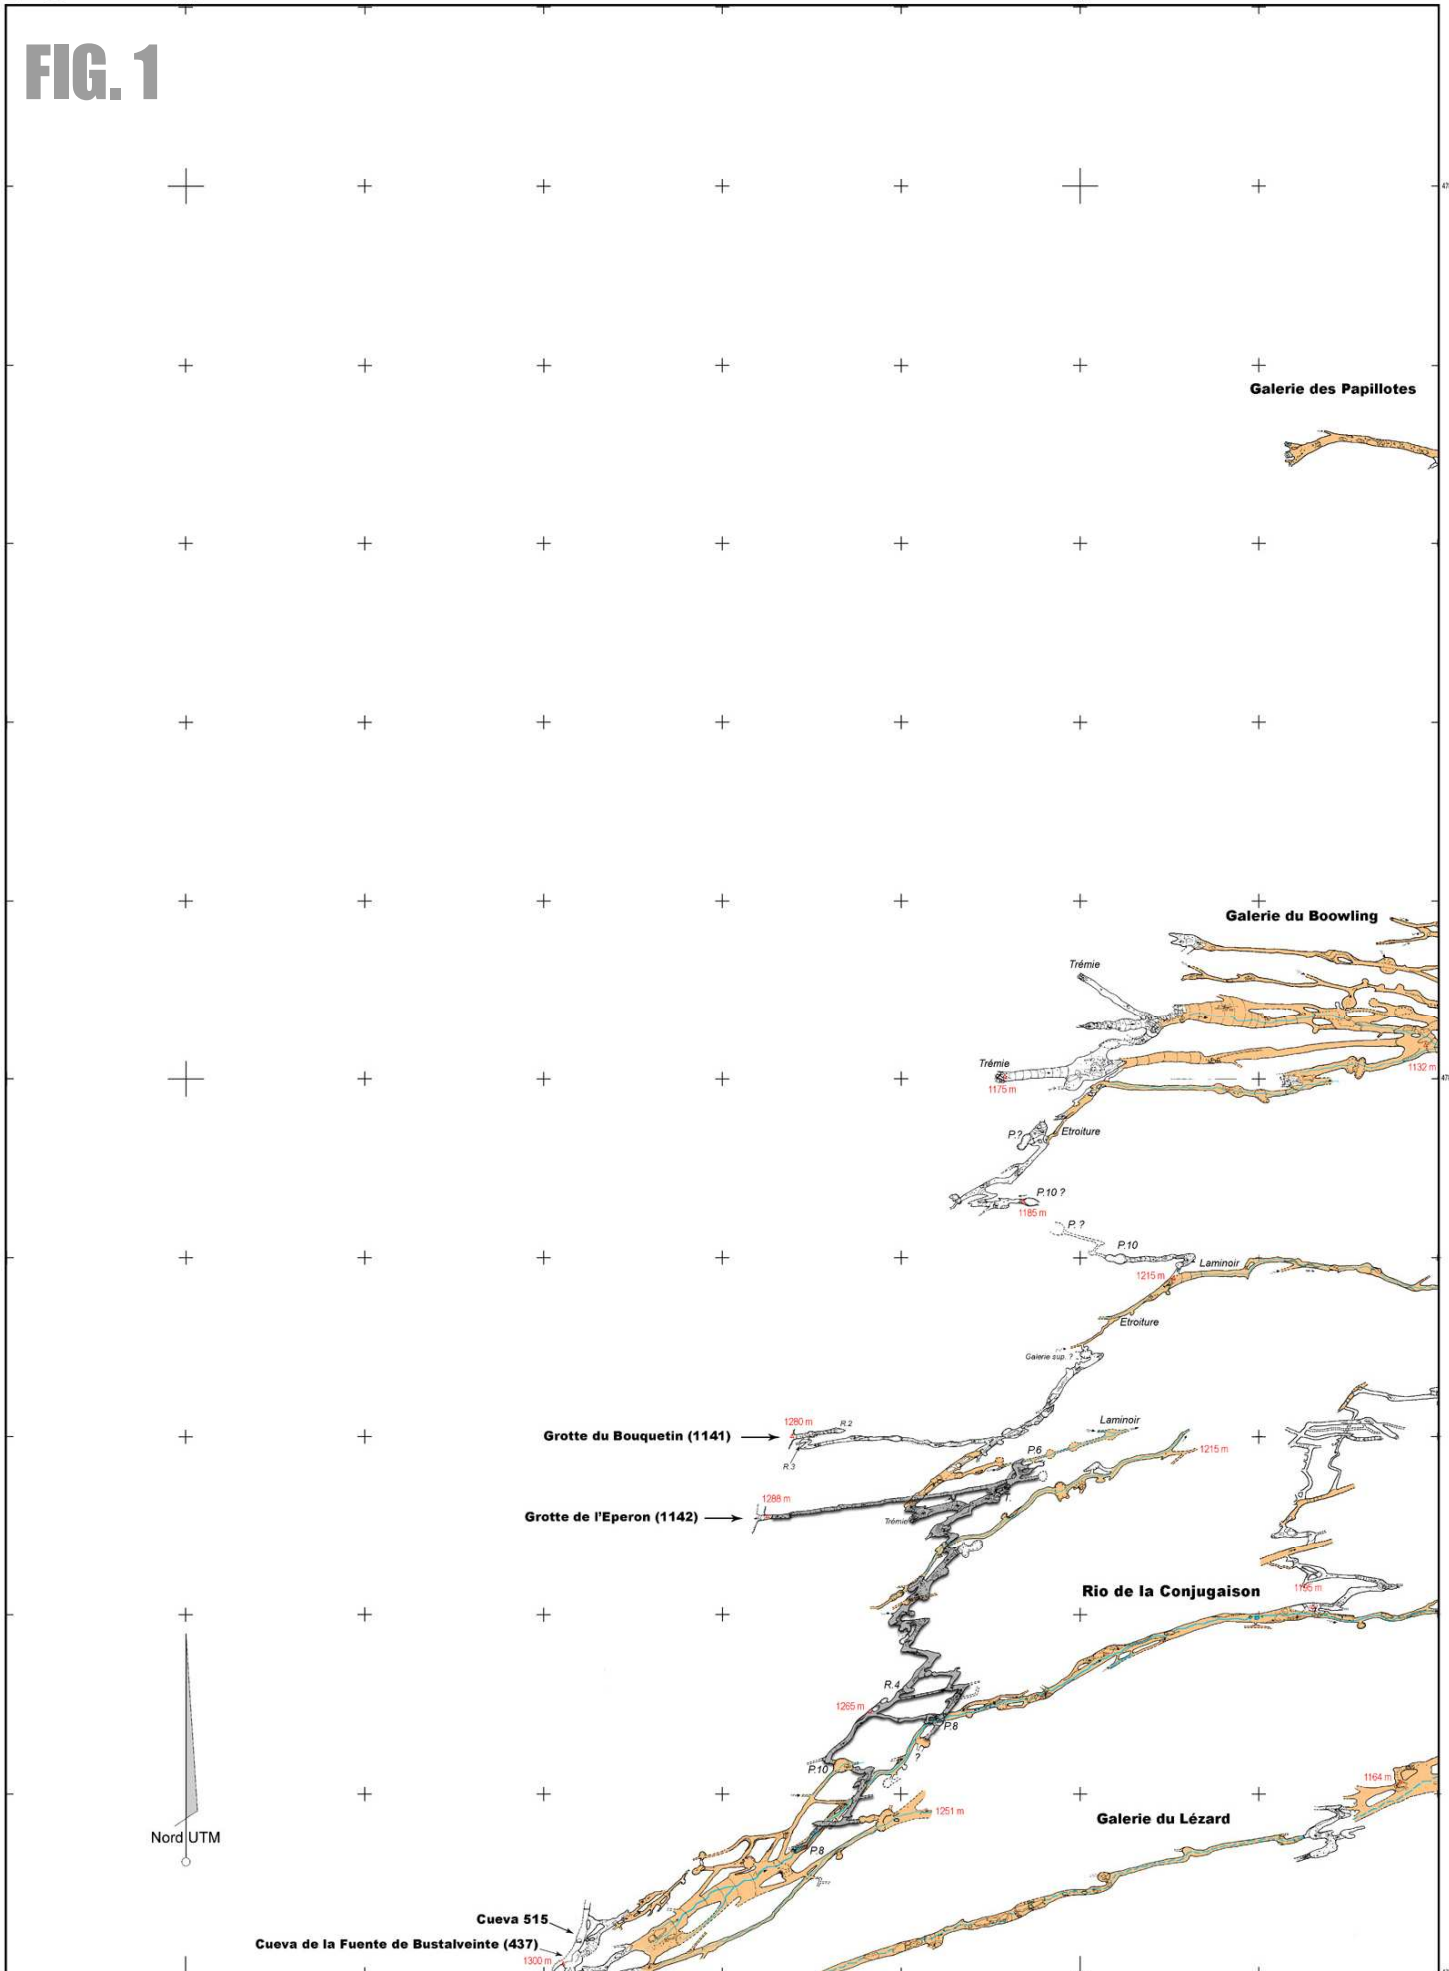 FIG. 1
Galerie des Papillotes
Galerie du Boowling
Trémie
Trémie
1175 m
1132 m
P.?
Etroiture
P.10 ?
1185 m
P. ?
P.10
Laminoir
1215 m
Etroiture
Galerie sup. ?
1280 m
R.2
Laminoir
Grotte du Bouquetin (1141)
R.3
P.6
1215 m
1288 m
Grotte de l'Eperon (1142)
Trémie
Rio de la Conjugaison
R.4
1265 m
P.8
?
P.10
1164 m
1251 m
Galerie du Lézard
Nord UTM
P.8
Cueva 515
Cueva de la Fuente de Bustalveinte (437)
1300 m